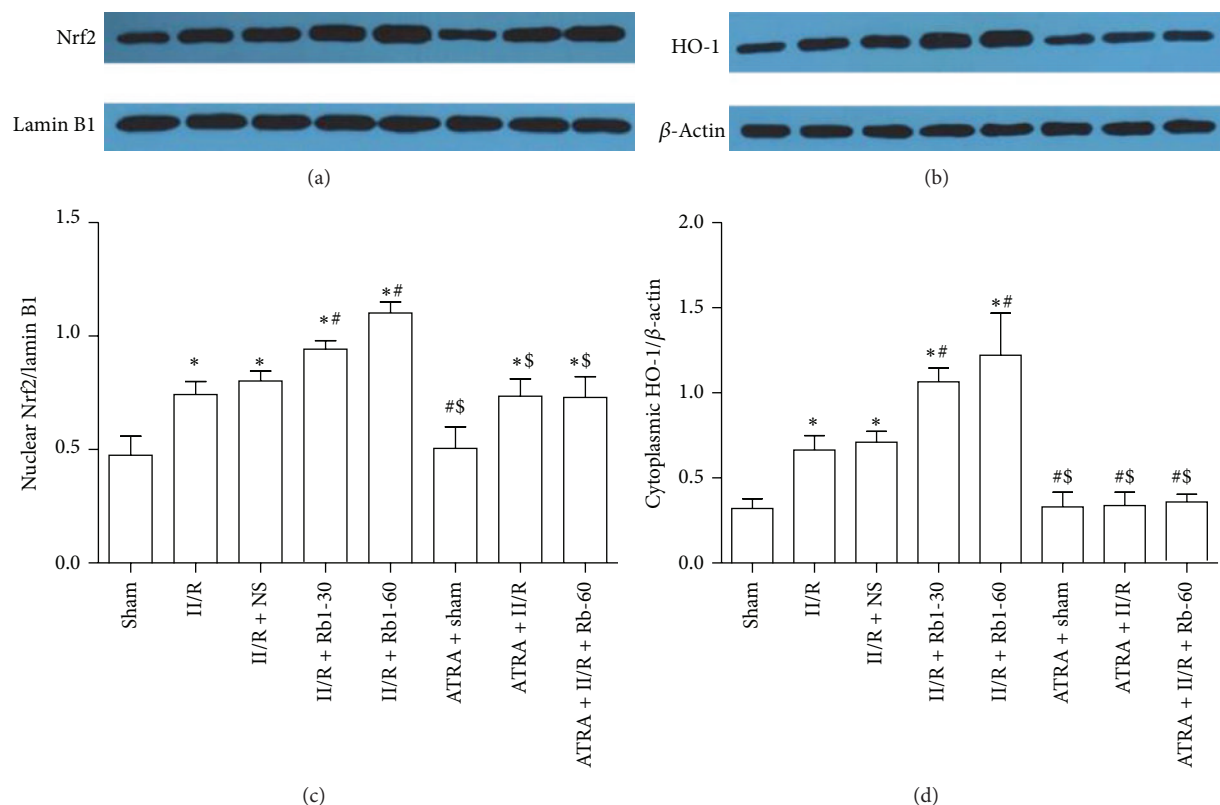 Nrf2
Lamin B1
(a)
HO-1
β-Actin
(b)
Nuclear Nrf2/lamin B1
1.5
1.0
0.5
0.0
*
*
*#
*#
#$
*$
*$
Sham
II/R
II/R + NS
II/R + Rb1-30
II/R + Rb1-60
ATRA + sham
ATRA + II/R
ATRA + II/R + Rb-60
(c)
Cytoplasmic HO-1/β-actin
2.0
1.5
1.0
0.5
0.0
*
*
*#
*#
#$
#$
#$
Sham
II/R
II/R + NS
II/R + Rb1-30
II/R + Rb1-60
ATRA + sham
ATRA + II/R
ATRA + II/R + Rb-60
(d)